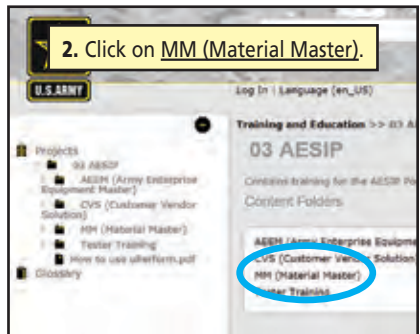 2. Click on MM (Material Master).
U.S.ARMY
Log In | Language (en_US)
Training and Education >> 03 A
Projects
03 AESIP
AEEM (Army Enterprise
Equipment Master)
CVS (Customer Vendor
Solution)
MM (Material Master)
Tester Training
How to use ullerform.pdf
Glossary
03 AESIP
Contains training for the AESIP Po
Content Folders
AEEM (Army Enterprise Equipme
CVS (Customer Vendor Solution
MM (Material Master)
Tester Training